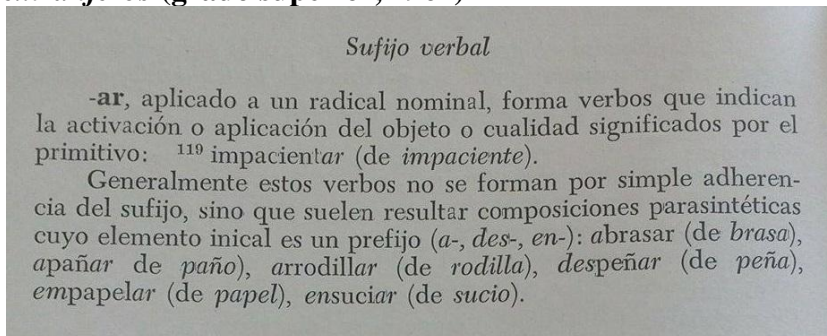 Sufijo verbal
-ar, aplicado a un radical nominal, forma verbos que indican
la activación o aplicación del objeto o cualidad significados por el
primitivo: 119 impacientar (de impaciente).
Generalmente estos verbos no se forman por simple adheren-
cia del sufijo, sino que suelen resultar composiciones parasintéticas
cuyo elemento inical es un prefijo (a-, des-, en-): abrasar (de brasa),
apañar de paño), arrodillar (de rodilla), despeñar (de peña),
empapelar (de papel), ensuciar (de sucio).